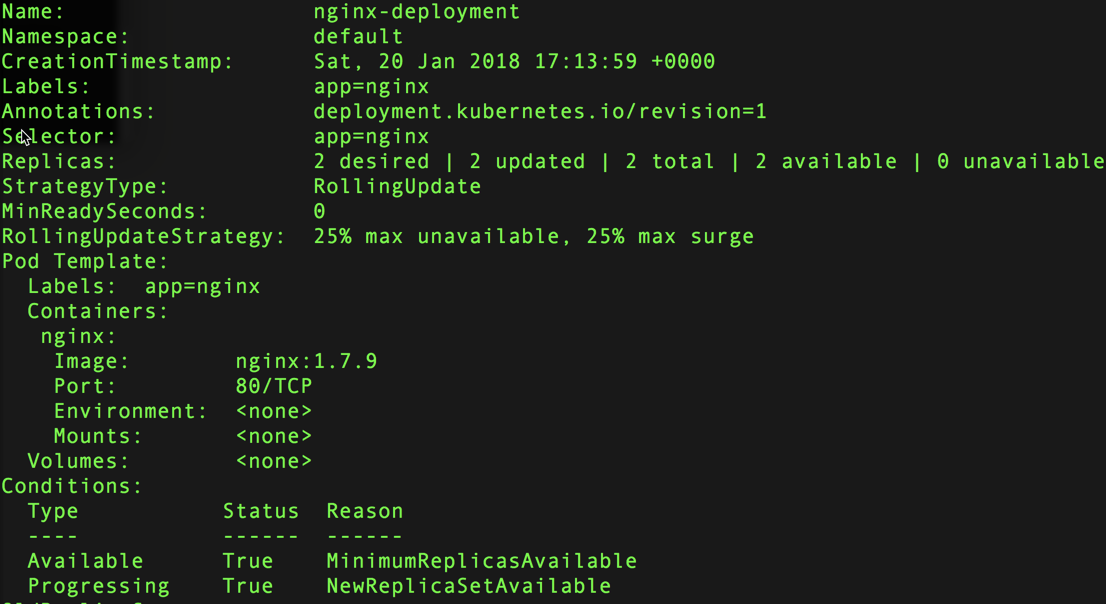 Name:                   nginx-deployment
Namespace:              default
CreationTimestamp:      Sat, 20 Jan 2018 17:13:59 +0000
Labels:                 app=nginx
Annotations:            deployment.kubernetes.io/revision=1
Selector:               app=nginx
Replicas:               2 desired | 2 updated | 2 total | 2 available | 0 unavailable
StrategyType:           RollingUpdate
MinReadySeconds:        0
RollingUpdateStrategy:  25% max unavailable, 25% max surge
Pod Template:
  Labels:  app=nginx
  Containers:
   nginx:
    Image:        nginx:1.7.9
    Port:         80/TCP
    Environment:  <none>
    Mounts:       <none>
  Volumes:        <none>
Conditions:
  Type           Status  Reason
  ----           ------  ------
  Available      True    MinimumReplicasAvailable
  Progressing    True    NewReplicaSetAvailable